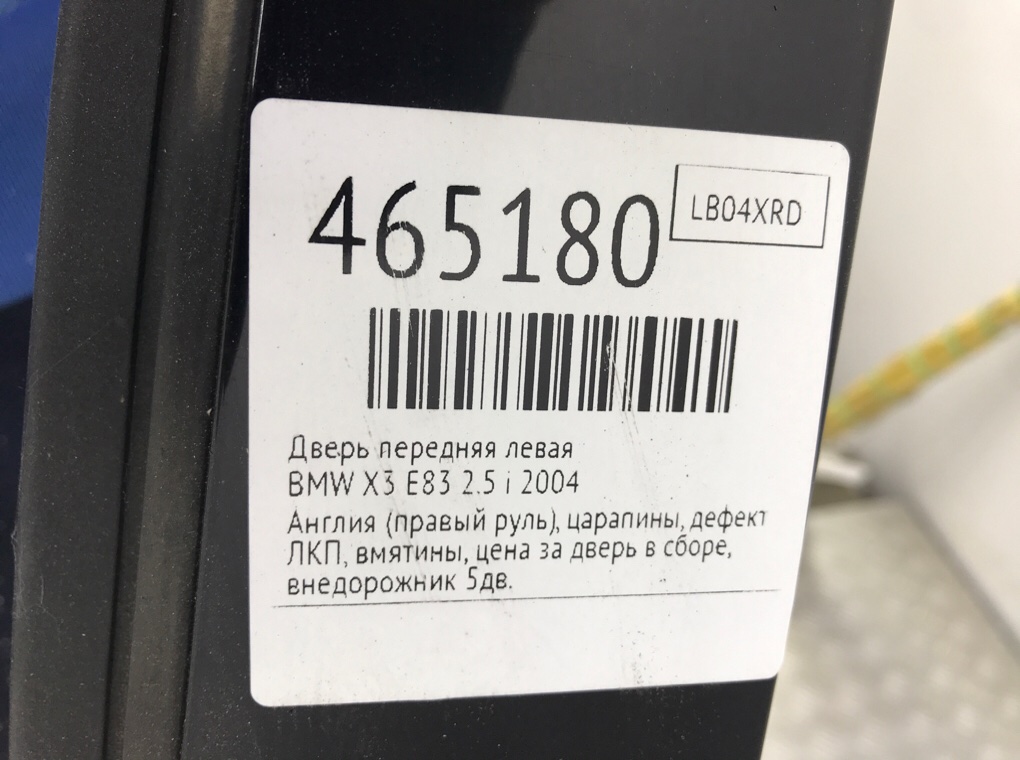 465180
LB04XRD
Дверь передняя левая
BMW X3 E83 2.5 i 2004
Англия (правый руль), царапины, дефект
ЛКП, вмятины, цена за дверь в сборе,
внедорожник 5дв.